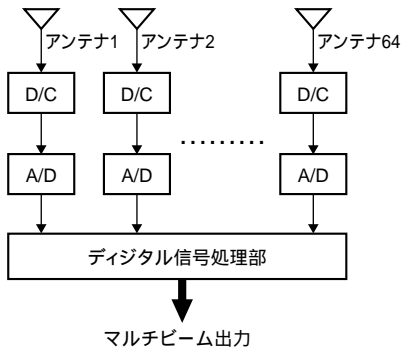 アンテナ1 アンテナ2 アンテナ64
D/C D/C D/C
A/D A/D A/D
ディジタル信号処理部
マルチビーム出力